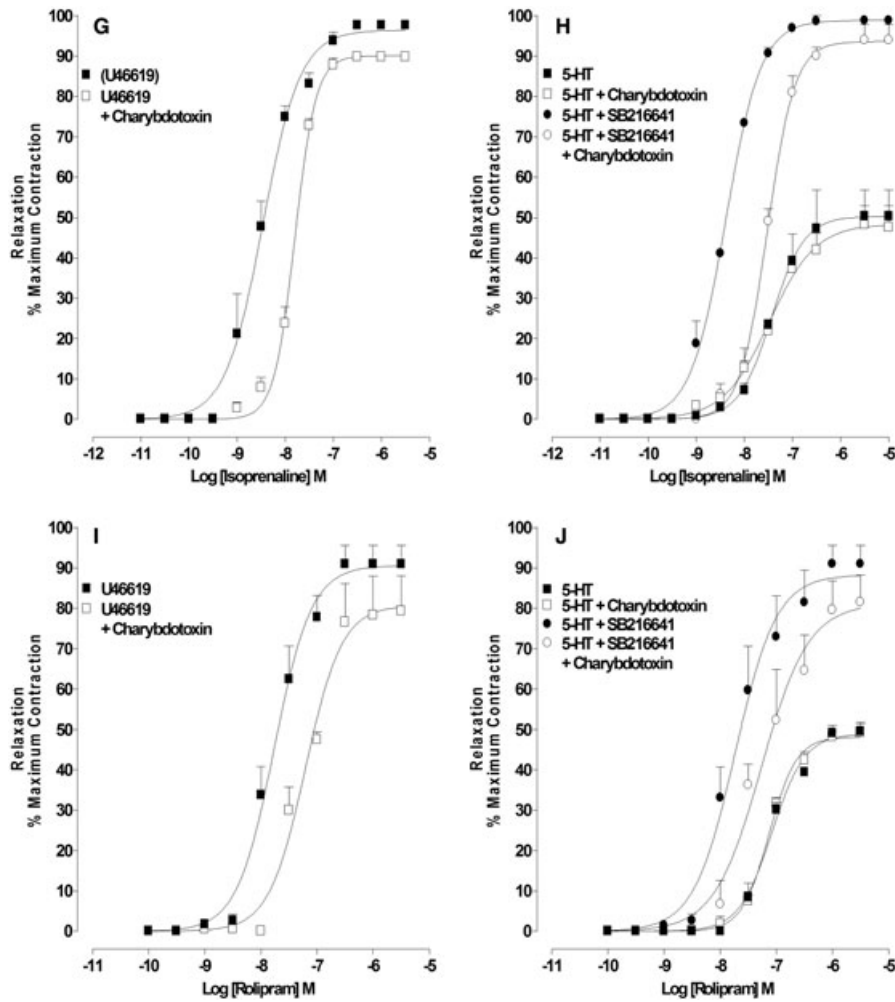 G
(U46619)
U46619
+ Charybdotoxin
Relaxation
% Maximum Contraction
100
90
80
70
60
50
40
30
20
10
0
-12 -11 -10 -9 -8 -7 -6 -5
Log [Isoprenaline] M
H
5-HT
5-HT + Charybdotoxin
5-HT + SB216641
5-HT + SB216641
+ Charybdotoxin
Relaxation
% Maximum Contraction
100
90
80
70
60
50
40
30
20
10
0
-12 -11 -10 -9 -8 -7 -6 -5
Log [Isoprenaline] M
I
U46619
U46619
+ Charybdotoxin
Relaxation
% Maximum Contraction
100
90
80
70
60
50
40
30
20
10
0
-11 -10 -9 -8 -7 -6 -5
Log [Rolipram] M
J
5-HT
5-HT + Charybdotoxin
5-HT + SB216641
5-HT + SB216641
+ Charybdotoxin
Relaxation
% Maximum Contraction
100
90
80
70
60
50
40
30
20
10
0
-11 -10 -9 -8 -7 -6 -5
Log [Rolipram] M